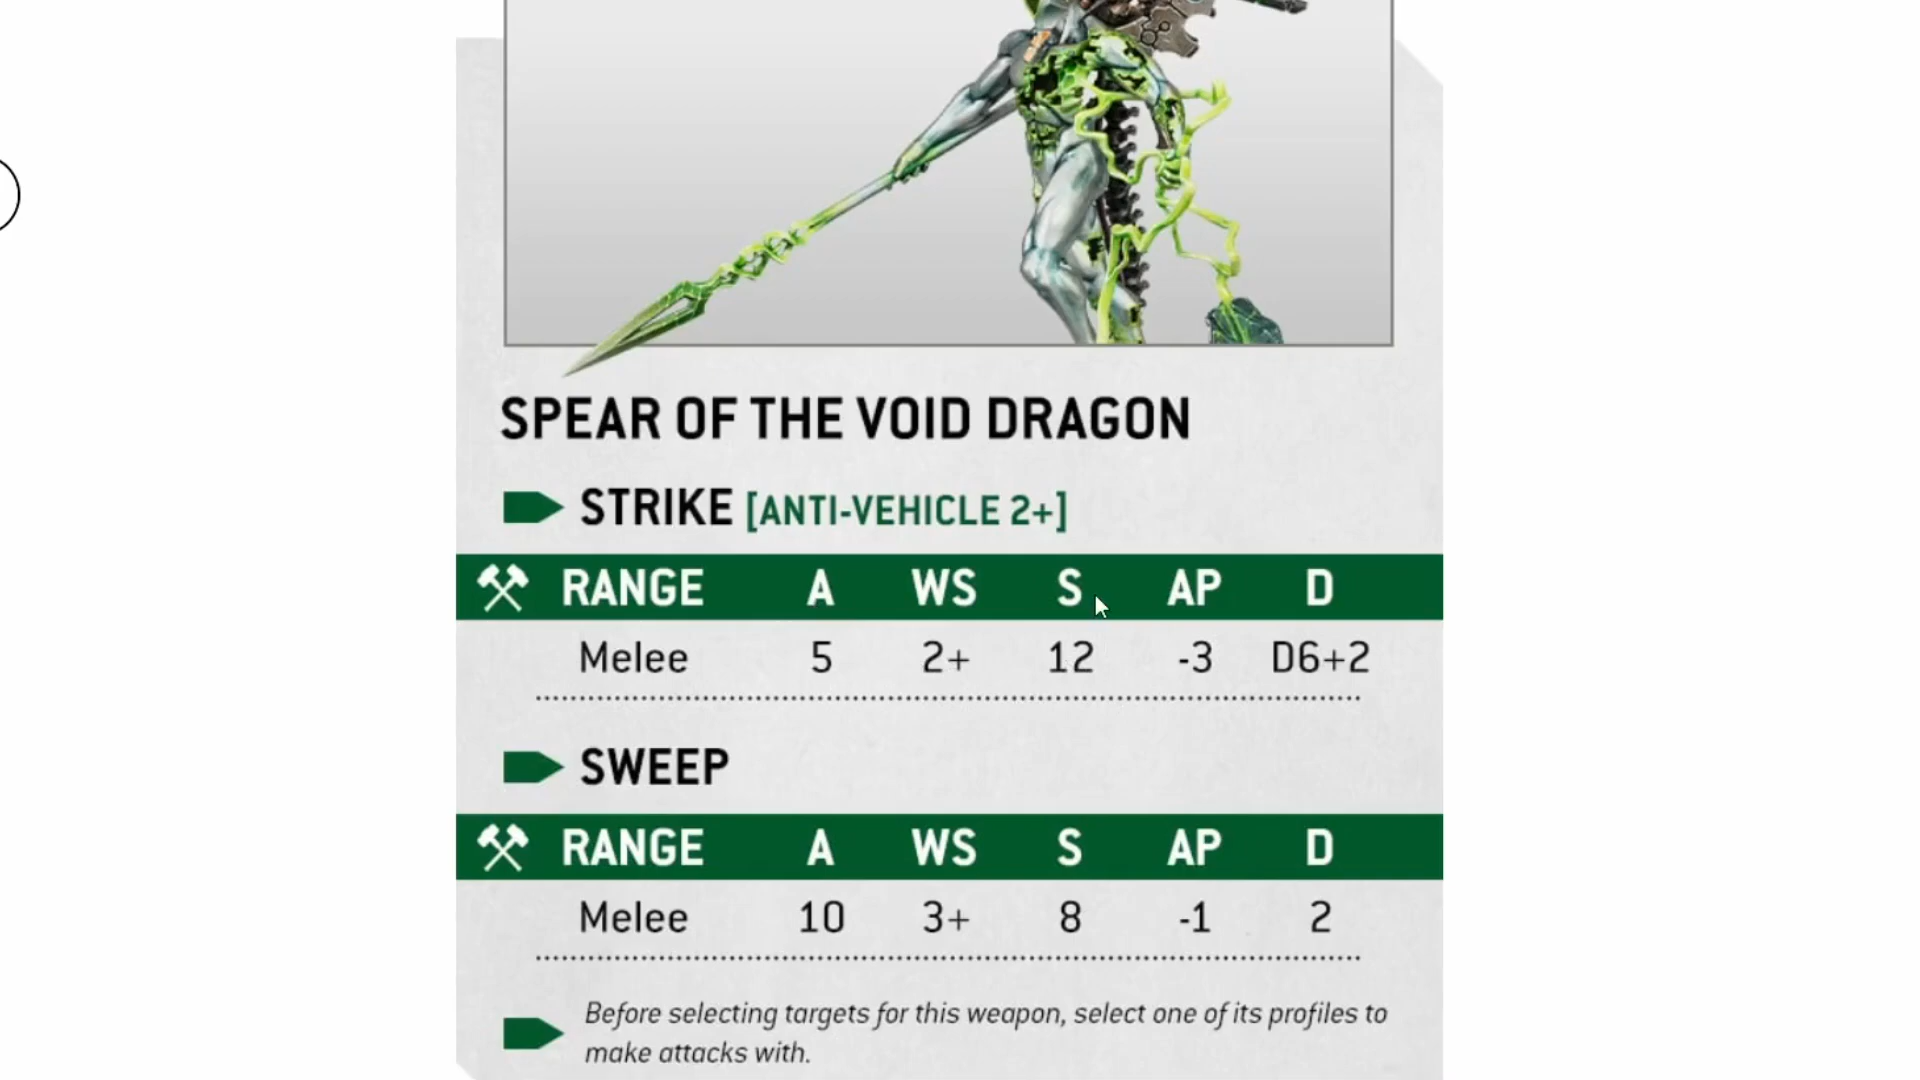 SPEAR OF THE VOID DRAGON
STRIKE [ANTI-VEHICLE 2+]
RANGE A WS S AP D
Melee 5 2+ 12 -3 D6+2
SWEEP
RANGE A WS S AP D
Melee 10 3+ 8 -1 2
Before selecting targets for this weapon, select one of its profiles to
make attacks with.